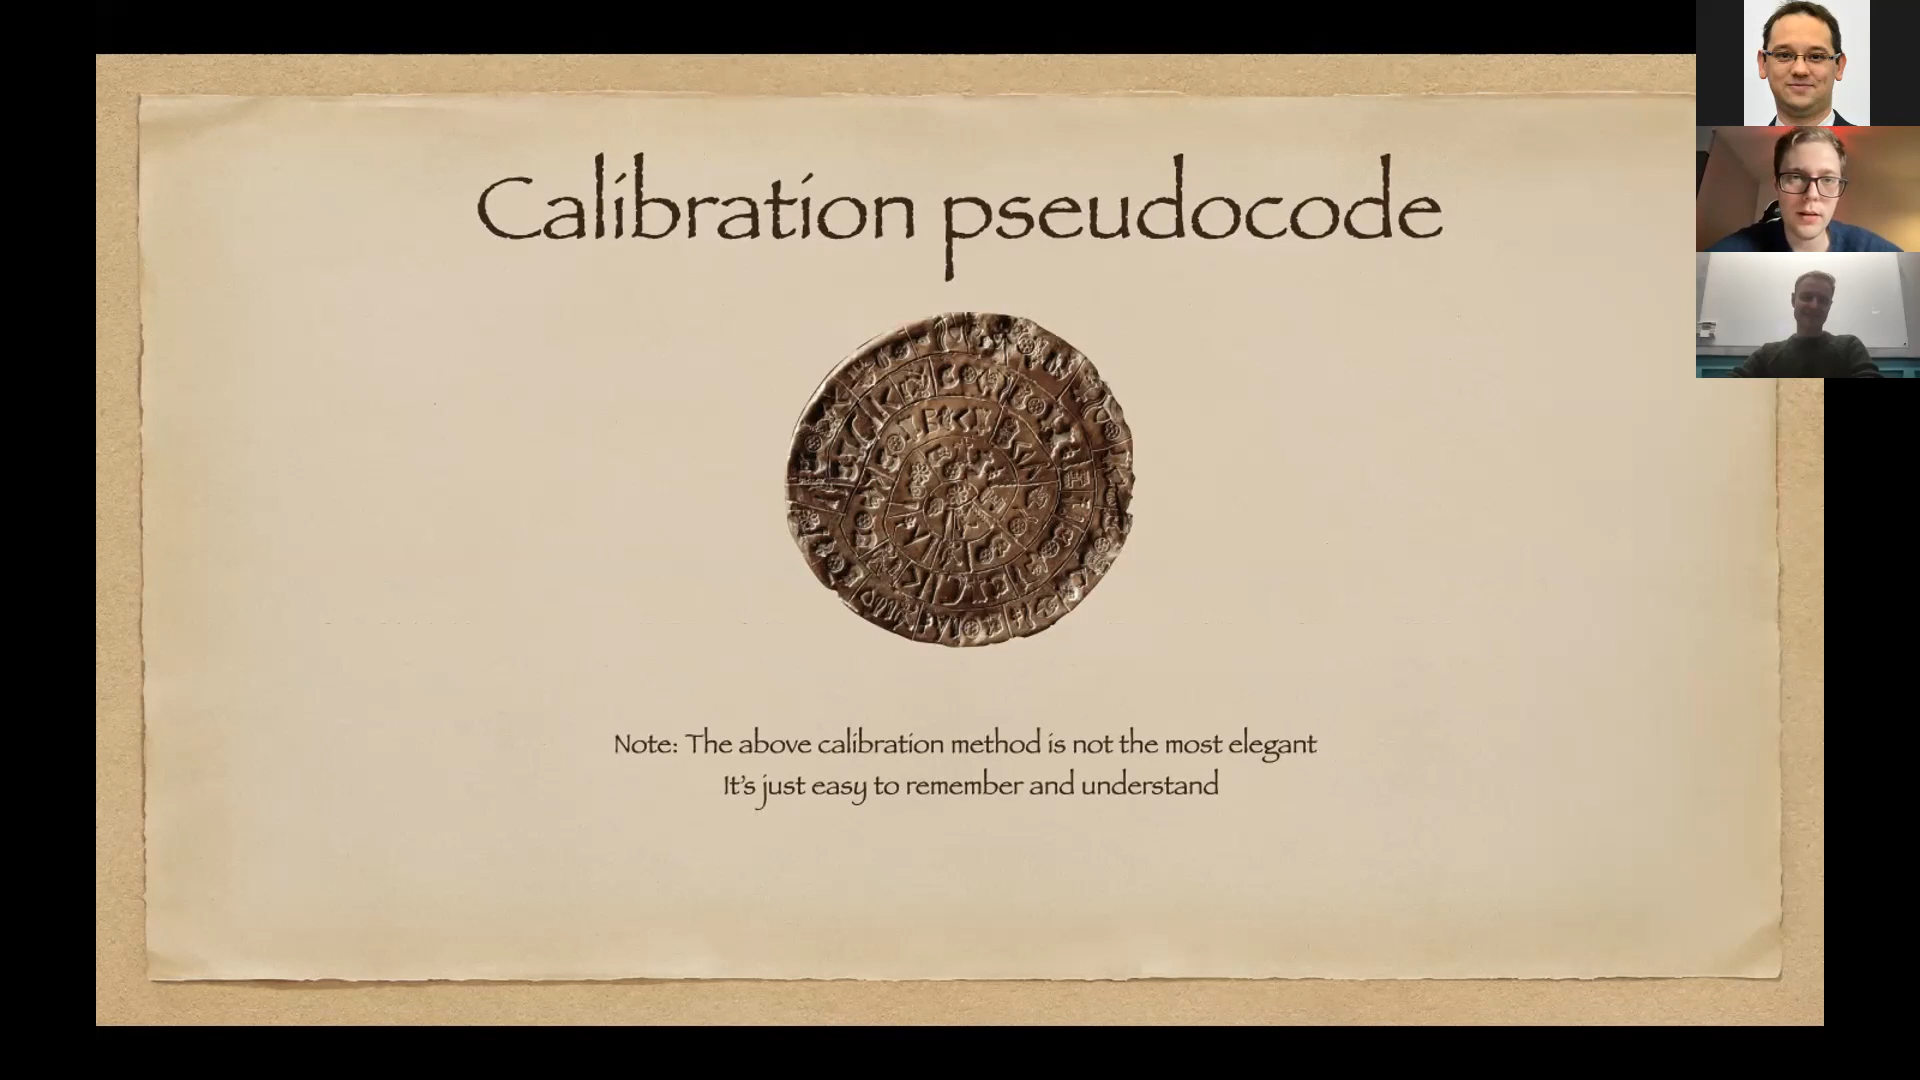 Calibration pseudocode
Note: The above calibration method is not the most elegant
It's just easy to remember and understand